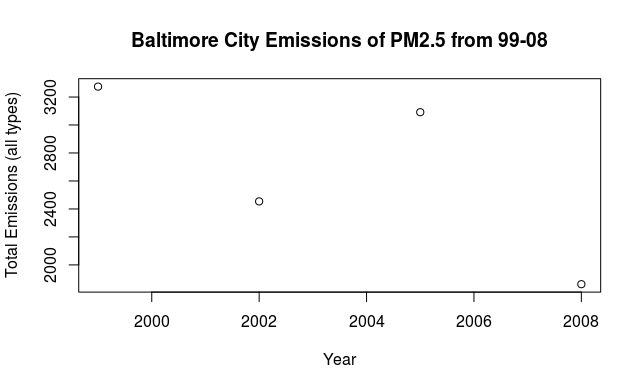 Baltimore City Emissions of PM2.5 from 99-08
Total Emissions (all types)
3200
2800
2400
2000
2000 2002 2004 2006 2008
Year